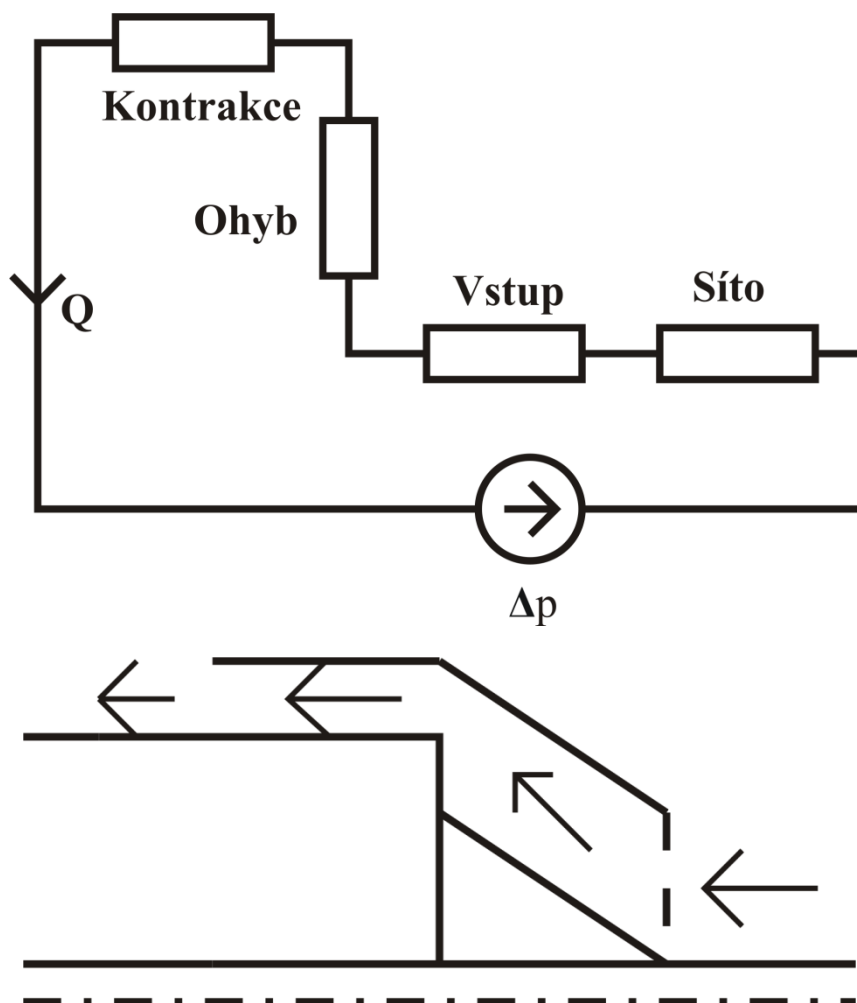 Kontrakce
Ohyb
Vstup
Síto
Q
Δp